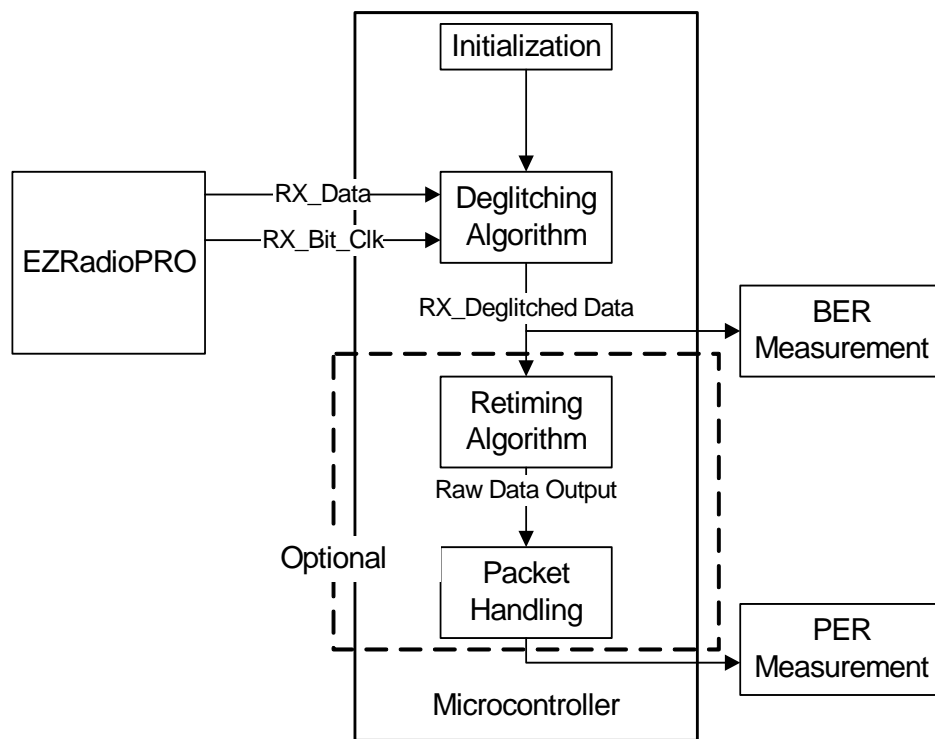 Initialization
RX_Data
Deglitching
Algorithm
RX_Bit_Clk
EZRadioPRO
RX_Deglitched Data
BER
Measurement
Retiming
Algorithm
Raw Data Output
Optional
Packet
Handling
PER
Measurement
Microcontroller